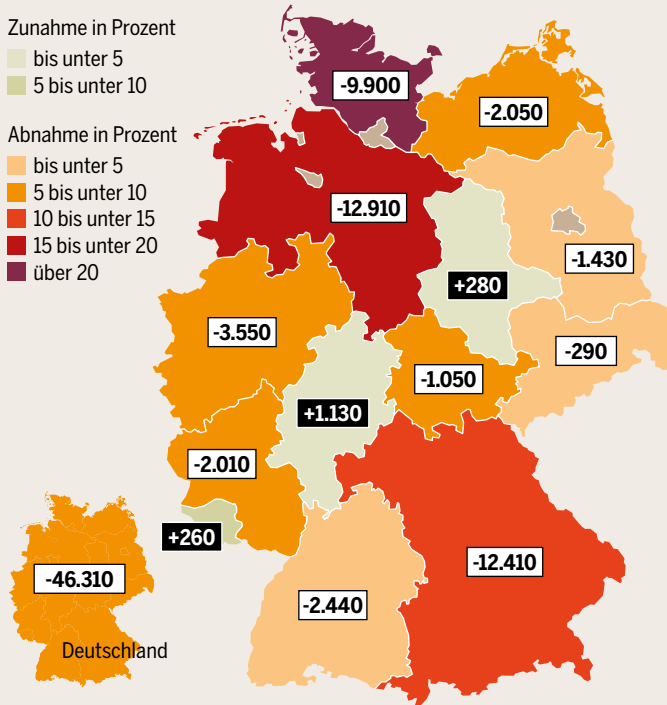 Zunahme in Prozent
bis unter 5
5 bis unter 10
Abnahme in Prozent
bis unter 5
5 bis unter 10
10 bis unter 15
15 bis unter 20
über 20
-9.900
-2.050
-12.910
-1.430
+280
-3.550
-290
-1.050
+1.130
-2.010
+260
-12.410
-2.440
-46.310
Deutschland